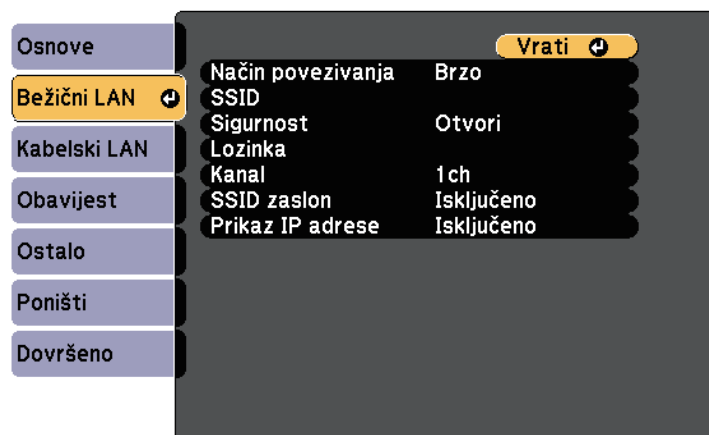 Osnove
Bežični LAN
Kabelski LAN
Obavijest
Ostalo
Poništi
Dovršeno
Vrati
Način povezivanja Brzo
SSID
Sigurnost Otvori
Lozinka
Kanal 1ch
SSID zaslon Isključeno
Prikaz IP adrese Isključeno